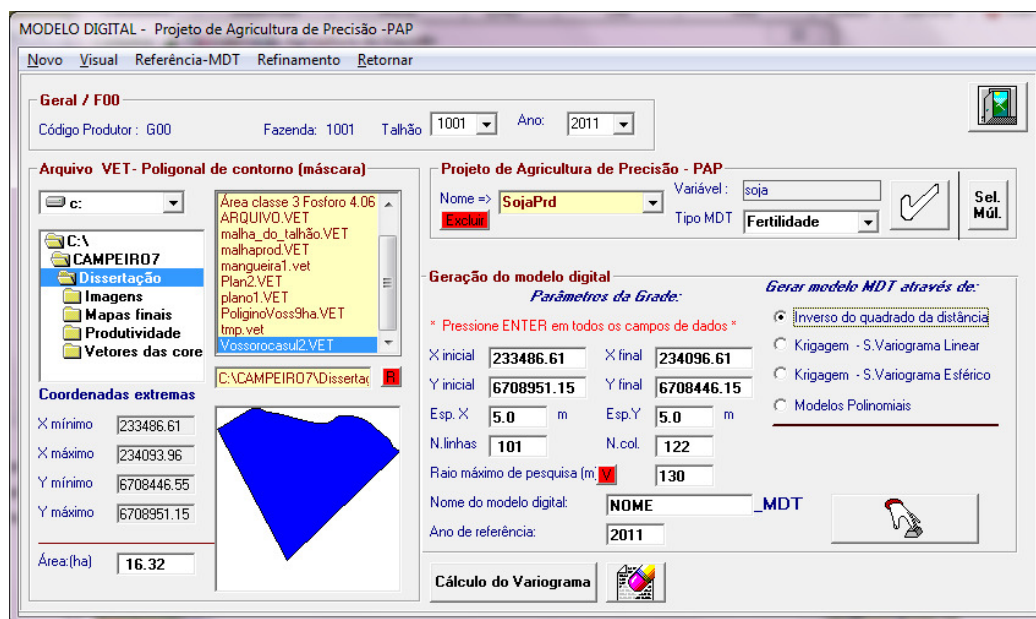 MODELO DIGITAL - Projeto de Agricultura de Precisão -PAP
Novo Visual Referência-MDT Refinamento Retornar
Geral / F00
Código Produtor : G00 Fazenda: 1001 Talhão 1001 Ano: 2011
Arquivo VET- Poligonal de contorno (máscara)
c:
C:\
CAMPEIRO7
Dissertação
Imagens
Mapas finais
Produtividade
Vetores das core
Área classe 3 Fosforo 4.06
ARQUIVO.VET
malha_do_talhão.VET
malhaprod.VET
mangueira1.vet
Plan2.VET
plano1.VET
PoliginoVoss9ha.VET
tmp.vet
Vossorocasul2.VET
C:\CAMPEIRO7\Disserta R
Coordenadas extremas
X mínimo 233486.61
X máximo 234093.96
Y mínimo 6708446.55
Y máximo 6708951.15
Área:(ha) 16.32
Projeto de Agricultura de Precisão - PAP
Nome => SojaPrd
Excluir
Variável : soja
Tipo MDT Fertilidade
Sel.
Múl.
Geração do modelo digital
Parâmetros da Grade:
* Pressione ENTER em todos os campos de dados *
X inicial 233486.61 X final 234096.61
Y inicial 6708951.15 Y final 6708446.15
Esp. X 5.0 m Esp.Y 5.0 m
N.linhas 101 N.col. 122
Raio máximo de pesquisa (m V 130
Nome do modelo digital: NOME _MDT
Ano de referência: 2011
Gerar modelo MDT através de:
Inverso do quadrado da distância
Krigagem - S.Variograma Linear
Krigagem - S.Variograma Esférico
Modelos Polinomiais
Cálculo do Variograma